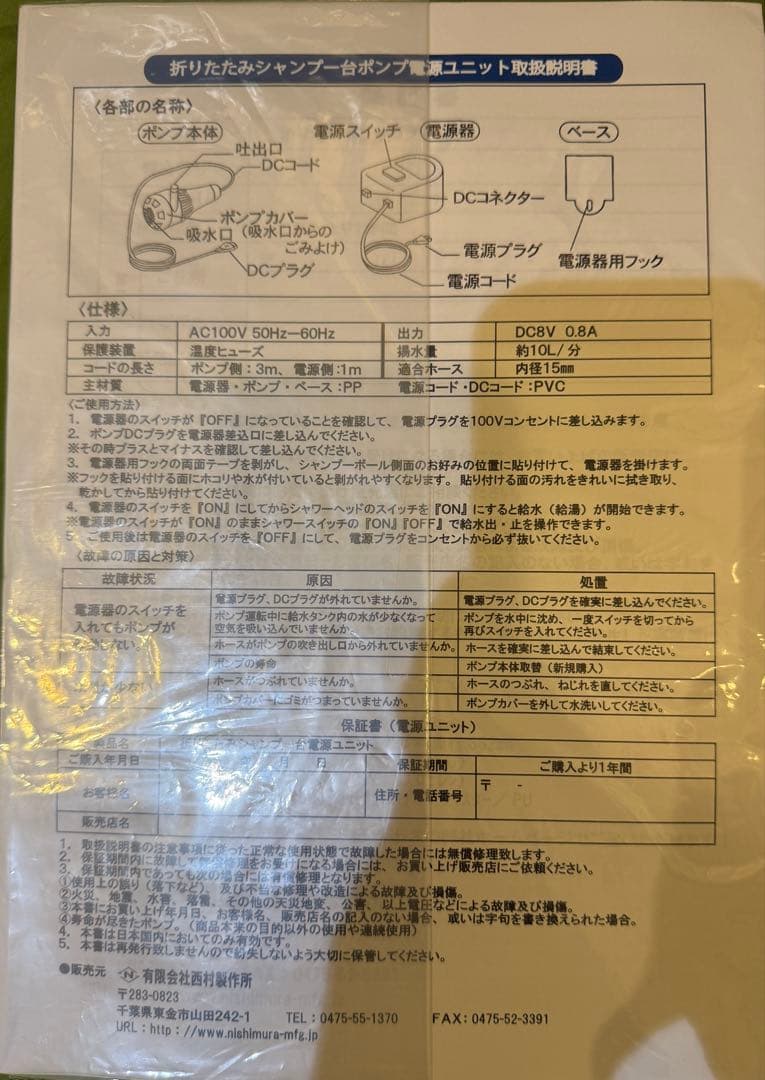 折りたたみシャンプー台ポンプ電源ユニット取扱説明書
〈各部の名称〉
ポンプ本体
電源スイッチ
電源器
ベース
吐出口
DCコード
DCコネクター
ポンプカバー
吸水口
(吸水口からの
ごみよけ)
DCプラグ
電源プラグ
電源コード
電源器用フック
〈仕様〉
入力 AC100V 50Hz—60Hz 出力 DC8V 0.8A
保護装置 温度ヒューズ 揚水量 約10L/分
コードの長さ ポンプ側:3m、電源側:1m 適合ホース 内径15㎜
主材質 電源器・ポンプ・ベース:PP 電源コード・DCコード:PVC
〈ご使用方法〉
1. 電源器のスイッチが『OFF』になっていることを確認して、電源プラグを100Vコンセントに差し込みます。
2. ポンプDCプラグを電源器差込口に差し込んでください。
※その時プラスとマイナスを確認して差し込んでください。
3. 電源器用フックの両面テープを剥がし、シャンプーボール側面のお好みの位置に貼り付けて、電源器を掛けます。
※フックを貼り付ける面にホコリや水が付いていると剥がれやすくなります。貼り付ける面の汚れをきれいに拭き取り、
乾かしてから貼り付けてください。
4. 電源器のスイッチを『ON』にしてからシャワーヘッドのスイッチを『ON』にすると給水(給湯)が開始できます。
※電源器のスイッチが『ON』のままシャワースイッチの『ON』『OFF』で給水出・止を操作できます。
5 ご使用後は電源器のスイッチを『OFF』にして、電源プラグをコンセントから必ず抜いてください。
〈故障の原因と対策〉
故障状況 原因 処置
電源器のスイッチを
入れてもポンプが
しない。
電源プラグ、DCプラグが外れていませんか。 電源プラグ、DCプラグを確実に差し込んでください。
ポンプ運転中に給水タンク内の水が少なくなって
空気を吸い込んでいませんか。
ポンプを水中に沈め、一度スイッチを切ってから
再びスイッチを入れてください。
ホースがポンプの吹き出し口から外れていませんか。 ホースを確実に差し込んで結束してください。
ポンプの寿命 ポンプ本体取替(新規購入)
少ない ホースがつぶれていませんか。 ホースのつぶれ、ねじれを直してください。
ポンプカバーにゴミがつまっていませんか。 ポンプカバーを外して水洗いしてください。
保証書(電源ユニット)
商品名 シャンプー台電源ユニット
ご購入年月日 月 日 保証期間 ご購入より1年間
お客様名 住所・電話番号 〒 -
販売店名
1. 取扱説明書の注意事項に従った正常な使用状態で故障した場合には無償修理致します。
2. 保証期間内に故障して無償修理をお受けになる場合には、お買い上げ販売店にご依頼ください。
3. 保証期間内であっても次の場合には有償修理となります。
①使用上の誤り(落下など)、及び不当な修理や改造による故障及び損傷。
②火災、地震、水害、落雷、その他の天災地変、公害、以上電圧などによる故障及び損傷。
③本書にお買い上げ年月日、お客様名、販売店名の記入のない場合、或いは字句を書き換えられた場合。
④寿命が尽きたポンプ。(商品本来の目的以外の使用や連続使用)
4. 本書は日本国内においてのみ有効です。
5. 本書は再発行致しませんので紛失しないよう大切に保管してください。
●販売元 N 有限会社西村製作所
〒283-0823
千葉県東金市山田242-1 TEL:0475-55-1370 FAX:0475-52-3391
URL:http://www.nishimura-mfg.jp